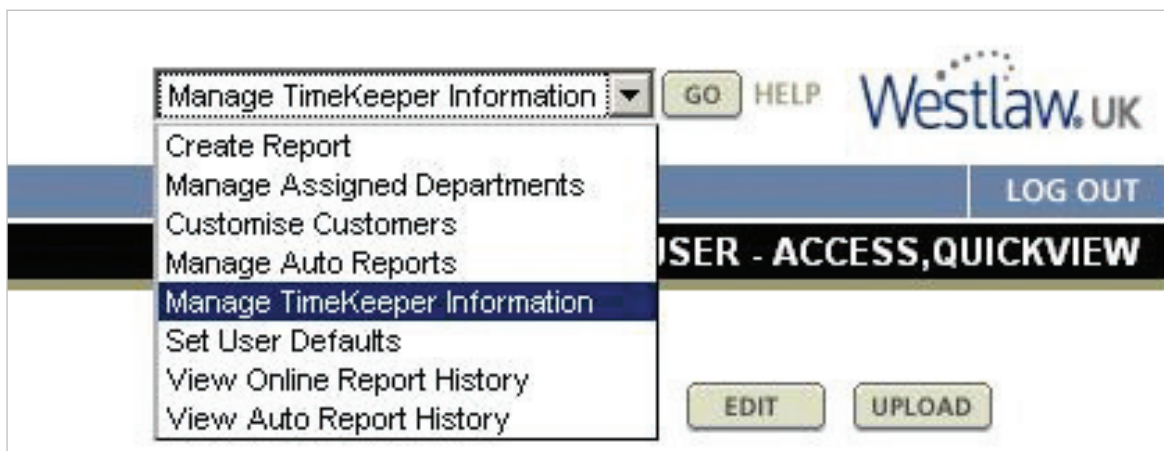 Manage TimeKeeper Information GO HELP Westlaw. UK
Create Report
Manage Assigned Departments
LOG OUT
Customise Customers
Manage Auto Reports
SER - ACCESS,QUICKVIEW
Manage TimeKeeper Information
Set User Defaults
View Online Report History
View Auto Report History
EDIT UPLOAD